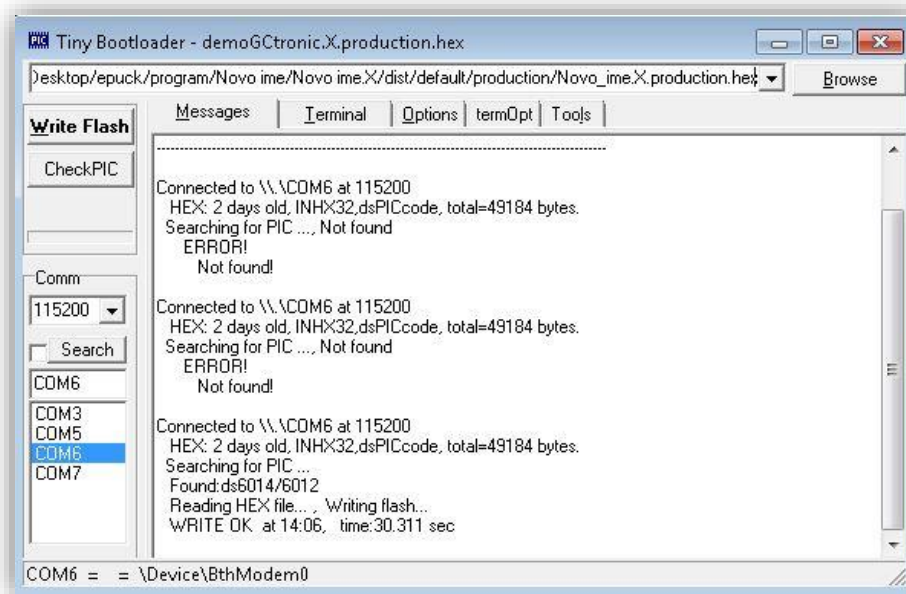 PIC Tiny Bootloader - demoGCtronic.X.production.hex
)esktop/epuck/program/Novo ime/Novo ime.X/dist/default/production/Novo_ime.X.production.hex
Browse
Write Flash
CheckPIC
Messages Terminal Options termOpt Tools
Comm
115200
Search
COM6
COM3
COM5
COM6
COM7
-----------------------------------------------------------------------------------------
Connected to \\.\COM6 at 115200
HEX: 2 days old, INHX32,dsPICcode, total=49184 bytes.
Searching for PIC ..., Not found
ERROR!
Not found!
Connected to \\.\COM6 at 115200
HEX: 2 days old, INHX32,dsPICcode, total=49184 bytes.
Searching for PIC ..., Not found
ERROR!
Not found!
Connected to \\.\COM6 at 115200
HEX: 2 days old, INHX32,dsPICcode, total=49184 bytes.
Searching for PIC ...
Found:ds6014/6012
Reading HEX file... , Writing flash...
WRITE OK at 14:06, time:30.311 sec
COM6 = = \Device\BthModem0